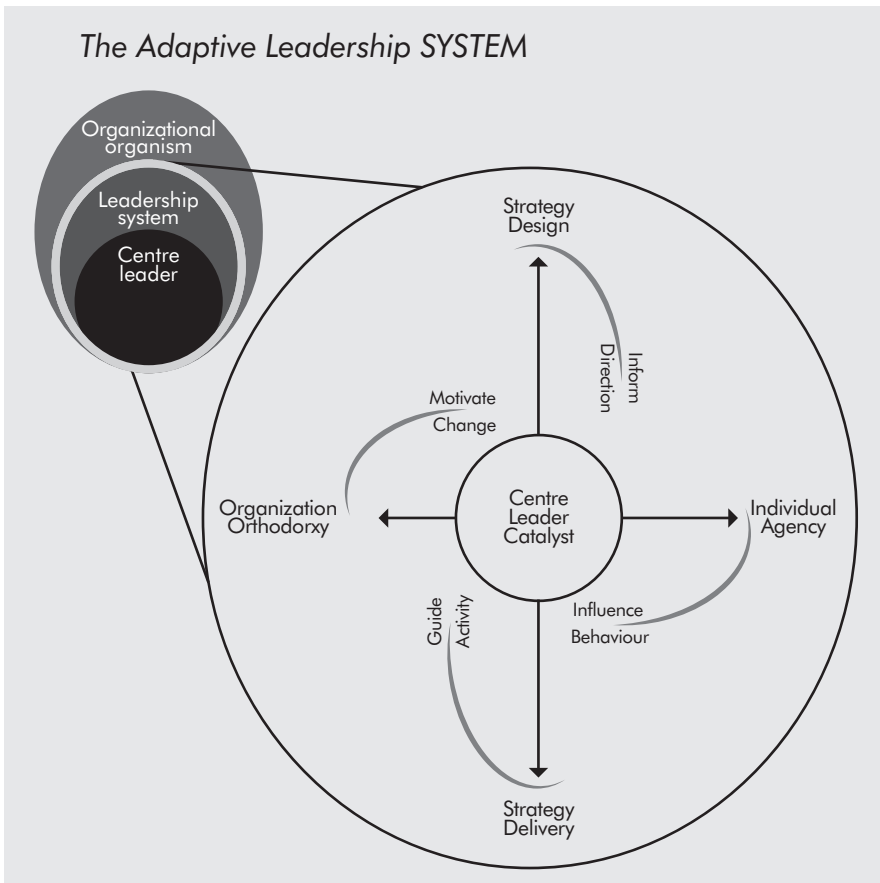 The Adaptive Leadership SYSTEM
Organizational
organism
Leadership
system
Centre
leader
Strategy
Design
Inform
Direction
Motivate
Change
Organization
Orthodorxy
Centre
Leader
Catalyst
Individual
Agency
Guide
Activity
Influence
Behaviour
Strategy
Delivery